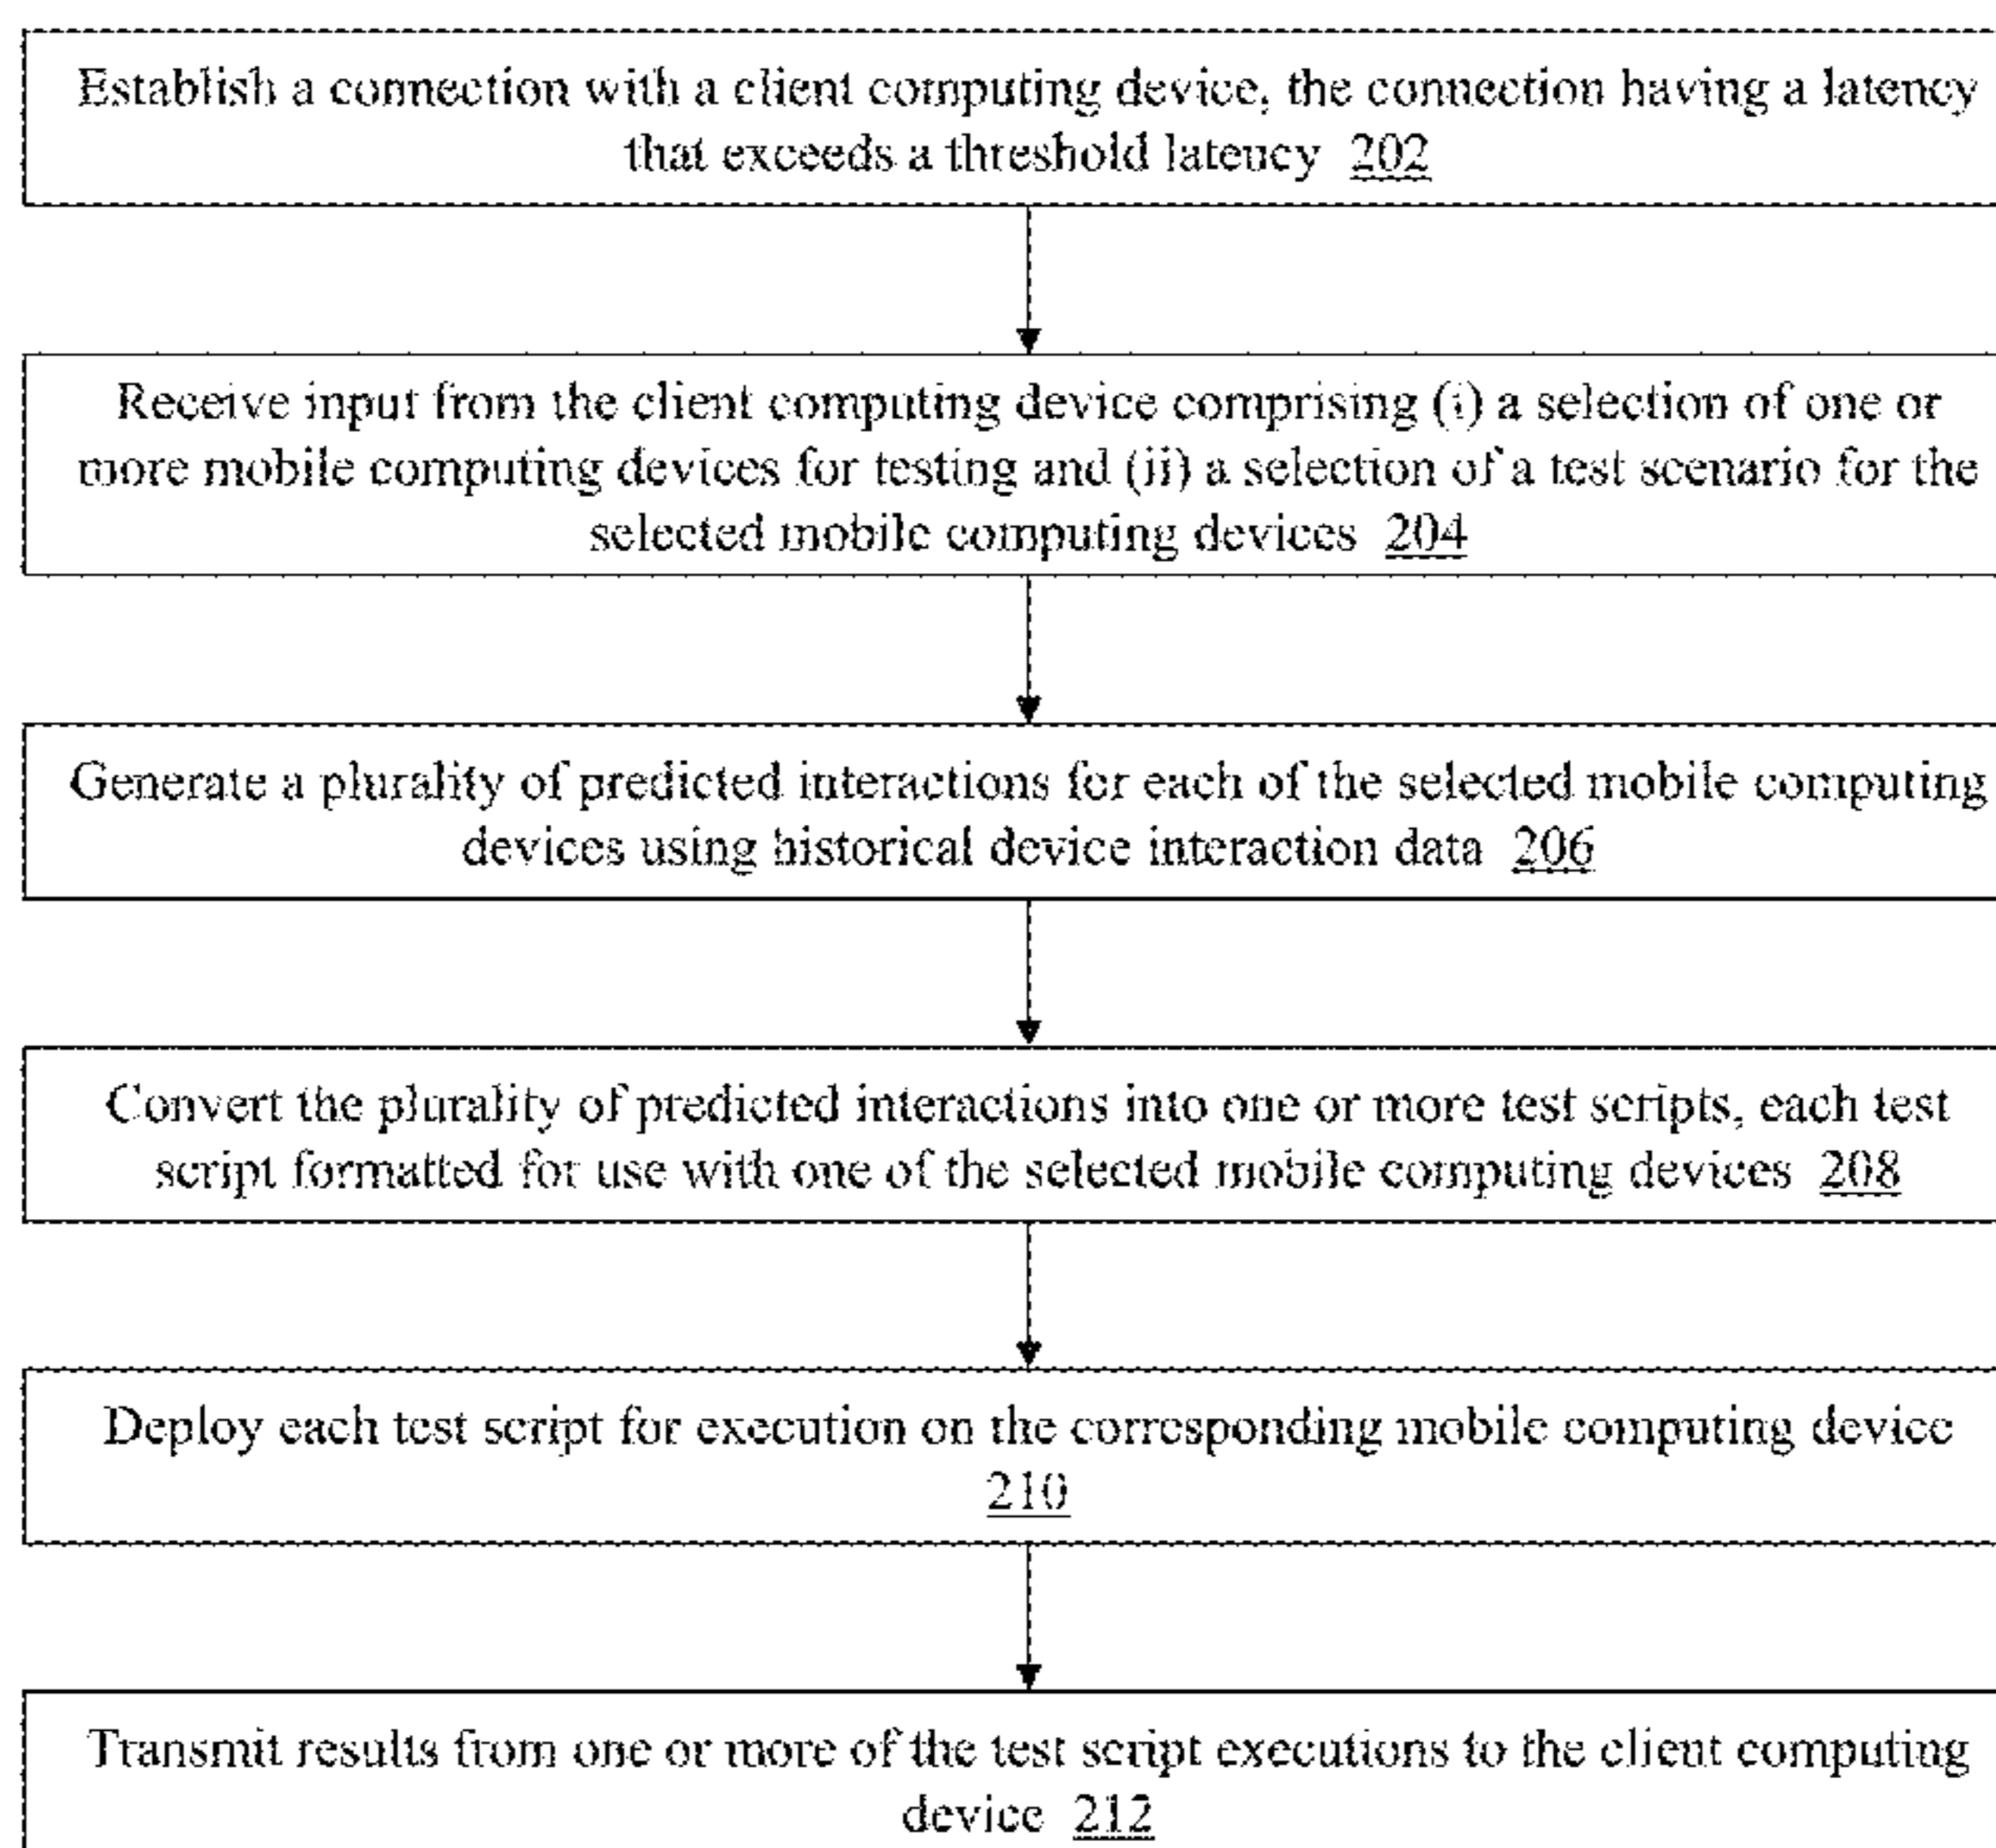 Establish a connection with a client computing device, the connection having a latency
that exceeds a threshold latency 202
Receive input from the client computing device comprising (i) a selection of one or
more mobile computing devices for testing and (ii) a selection of a test scenario for the
selected mobile computing devices 204
Generate a plurality of predicted interactions for each of the selected mobile computing
devices using historical device interaction data 206
Convert the plurality of predicted interactions into one or more test scripts, each test
script formatted for use with one of the selected mobile computing devices 208
Deploy each test script for execution on the corresponding mobile computing device
210
Transmit results from one or more of the test script executions to the client computing
device 212